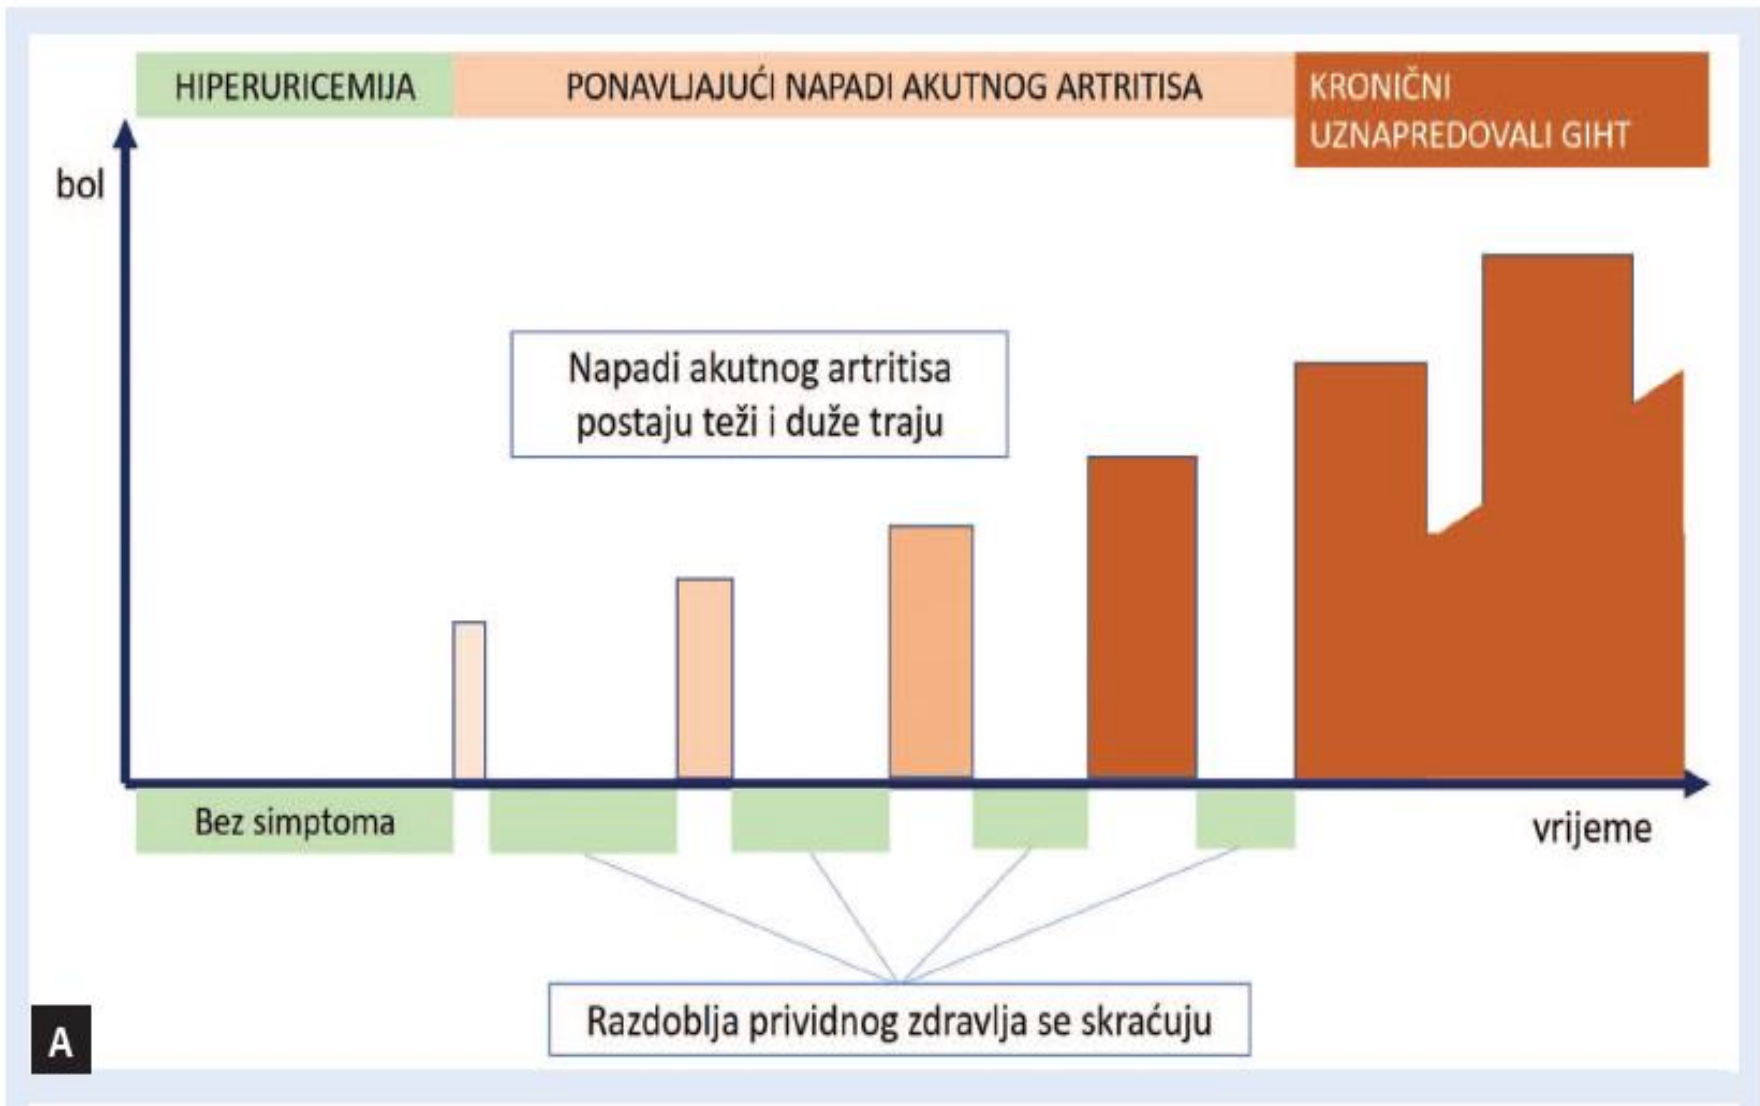 HIPERURICEMIJA
PONAVLJAJUĆI NAPADI AKUTNOG ARTRITISA
KRONIČNI
UZNAPREDOVALI GIHT
bol
Napadi akutnog artritisa
postaju teži i duže traju
Bez simptoma
vrijeme
Razdoblja prividnog zdravlja se skraćuju
A